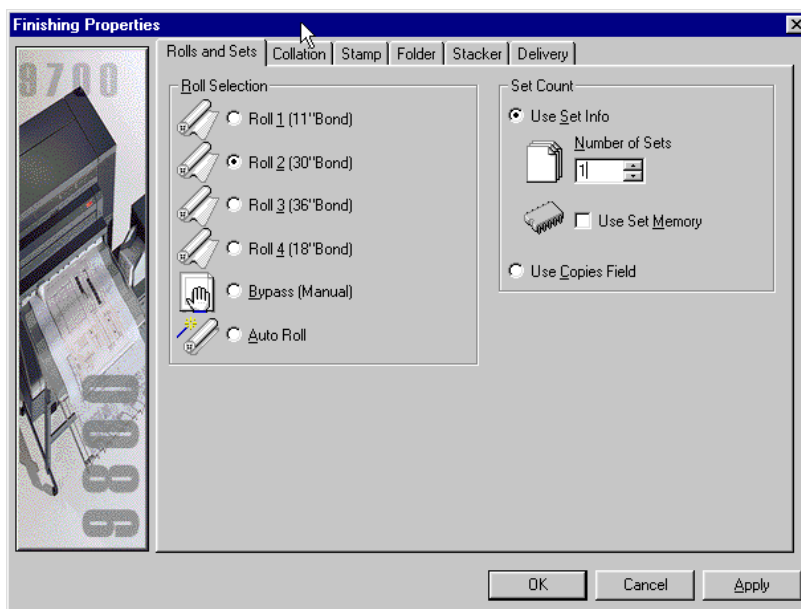 Finishing Properties
Rolls and Sets Collation Stamp Folder Stacker Delivery
9700
9800
Roll Selection
Roll 1 (11"Bond)
Roll 2 (30"Bond)
Roll 3 (36"Bond)
Roll 4 (18"Bond)
Bypass (Manual)
Auto Roll
Set Count
Use Set Info
Number of Sets
1
Use Set Memory
Use Copies Field
OK Cancel Apply